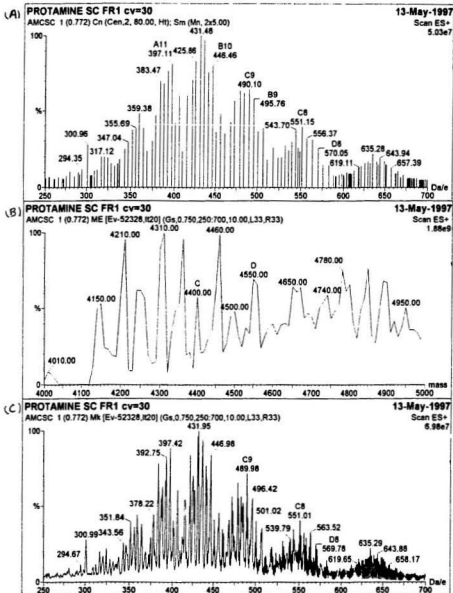 (A) PROTAMINE SC FR1 cv=30 13-May-1997
AMCSC 1 (0.772) Cn (Cen,2, 80.00, Ht); Sm (Mn, 2x5.00) Scan ES+
5.03e7
431.48
100
A11
397.11
425.86
B10
446.46
383.47
C9
490.10
B9
495.76
%
359.38
355.69
347.04
300.96
317.12
294.35
543.70
C8
551.15
556.37
D8
570.05
619.11
635.28
643.94
657.39
0
250 300 350 400 450 500 550 600 650 700 Da/e
(B) PROTAMINE SC FR1 cv=30 13-May-1997
AMCSC 1 (0.772) ME [Ev-52328,It20] (Gs,0.750,250:700,10.00,L33,R33) Scan ES+
1.88e9
100
4210.00
4310.00
4460.00
4150.00
C
4400.00
4500.00
D
4550.00
4650.00
4740.00
4780.00
4950.00
%
4010.00
0
4000 4100 4200 4300 4400 4500 4600 4700 4800 4900 5000 mass
(C) PROTAMINE SC FR1 cv=30 13-May-1997
AMCSC 1 (0.772) Mk [Ev-52328,It20] (Gs,0.750,250:700,10.00,L33,R33) Scan ES+
6.98e7
431.95
100
392.75
397.42
446.98
C9
489.98
378.22
496.42
%
351.84
343.56
501.02
300.99
294.67
539.79
C8
551.01
563.52
D8
569.78
619.65
635.29
643.88
658.17
0
250 300 350 400 450 500 550 600 650 700 Da/e